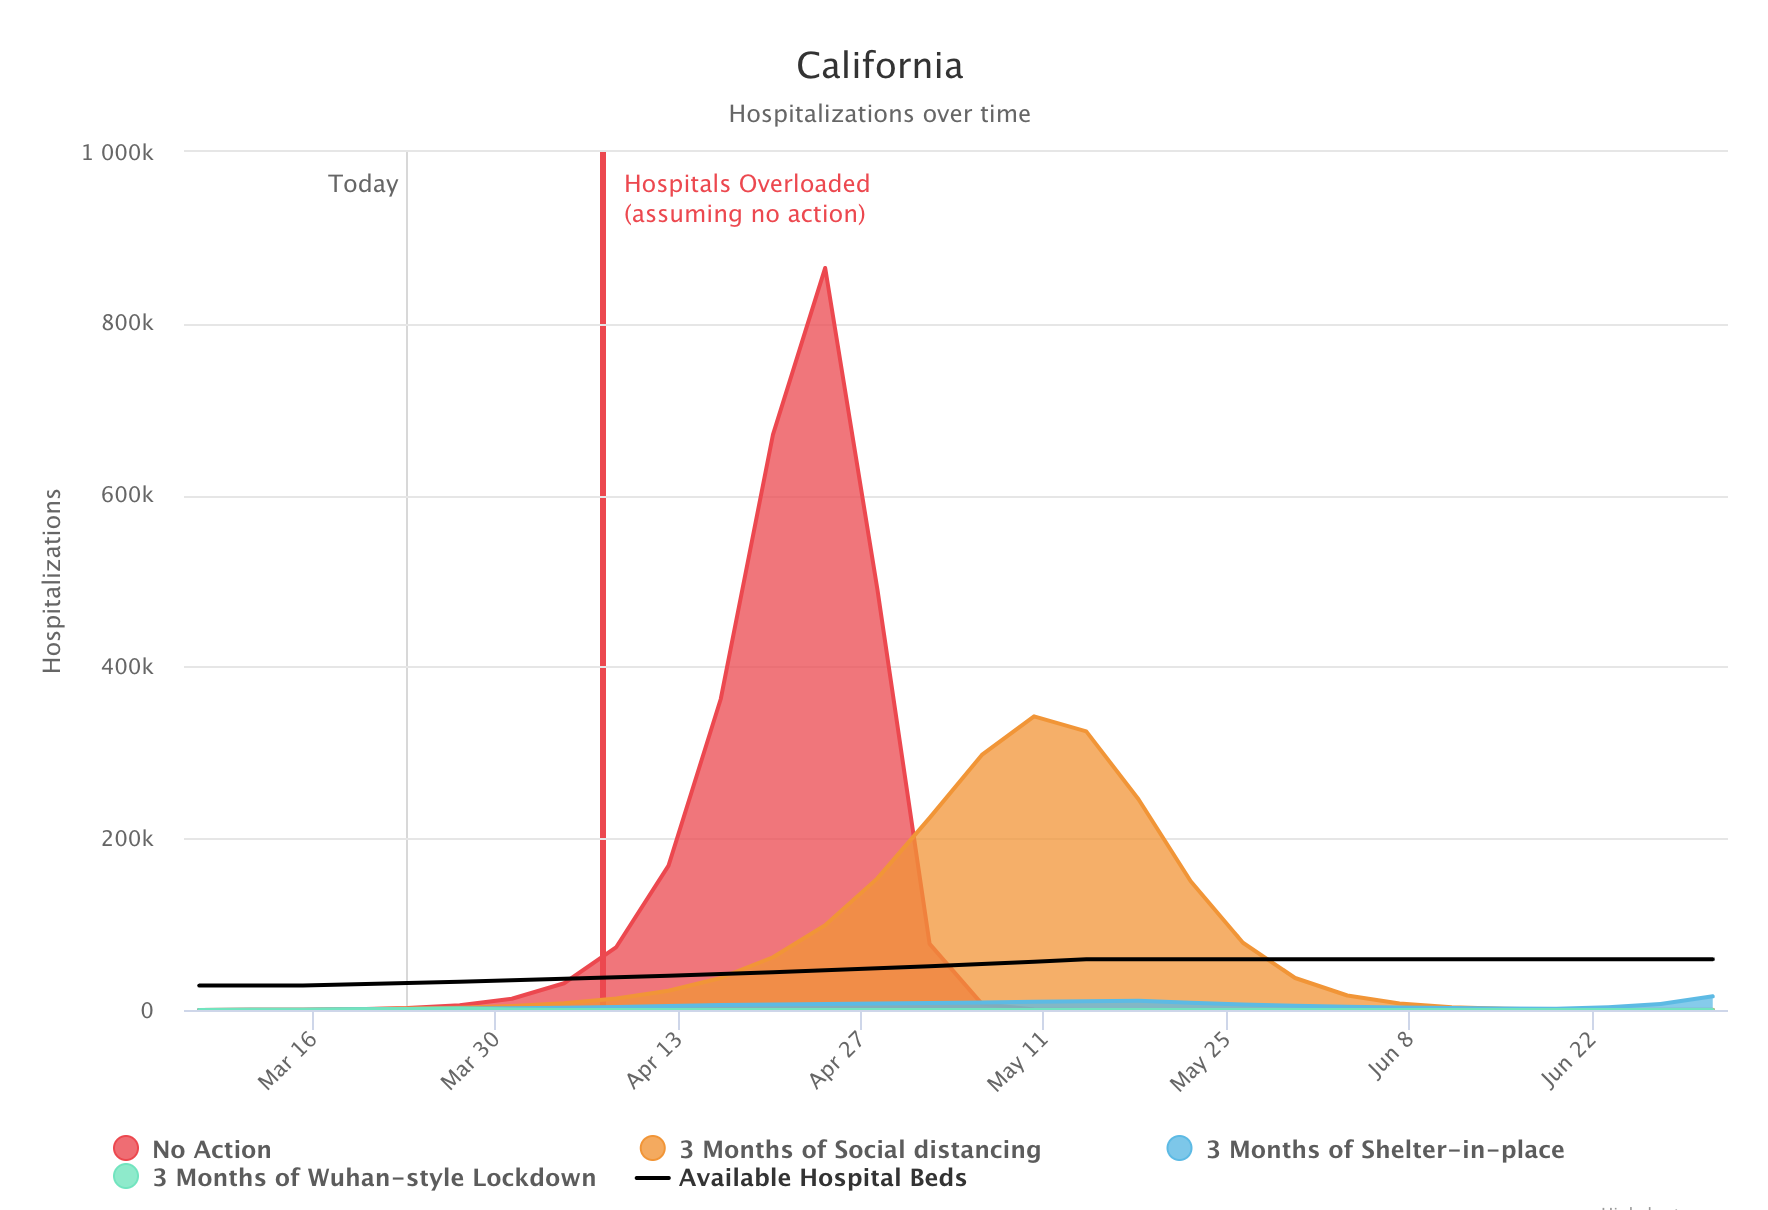 California
Hospitalizations over time
1 000k
800k
600k
400k
200k
0
Hospitalizations
Today
Hospitals Overloaded
(assuming no action)
Mar 16
Mar 30
Apr 13
Apr 27
May 11
May 25
Jun 8
Jun 22
No Action
3 Months of Social distancing
3 Months of Shelter-in-place
3 Months of Wuhan-style Lockdown
Available Hospital Beds